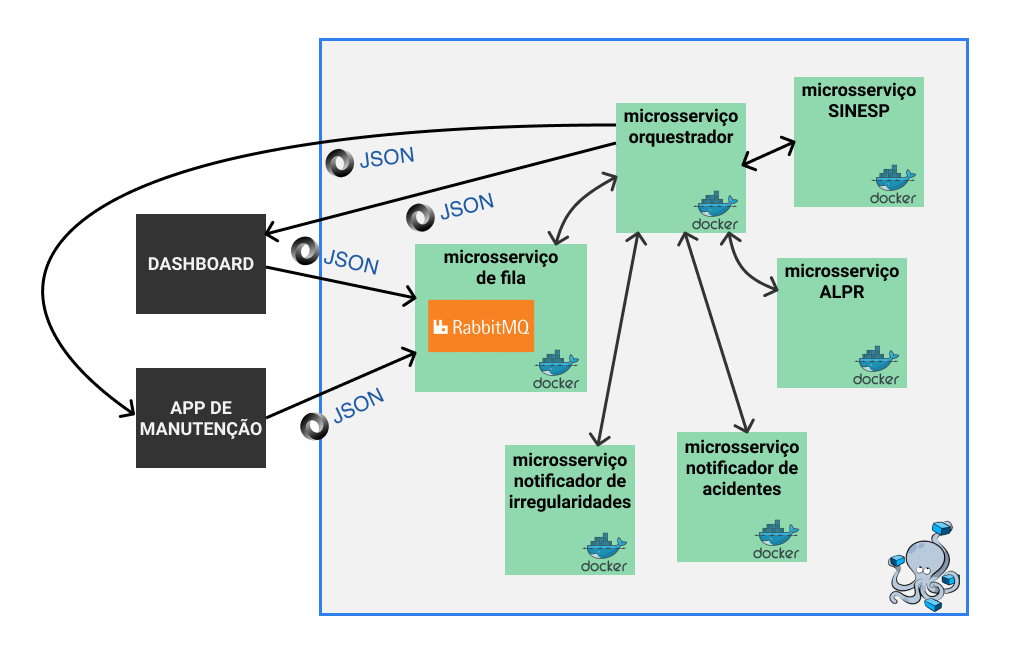 microsserviço
SINESP
docker
microsserviço
orquestrador
docker
JSON
JSON
JSON
DASHBOARD
microsserviço
de fila
RabbitMQ
docker
microsserviço
ALPR
docker
APP DE
MANUTENÇÃO
JSON
microsserviço
notificador de
irregularidades
docker
microsserviço
notificador de
acidentes
docker